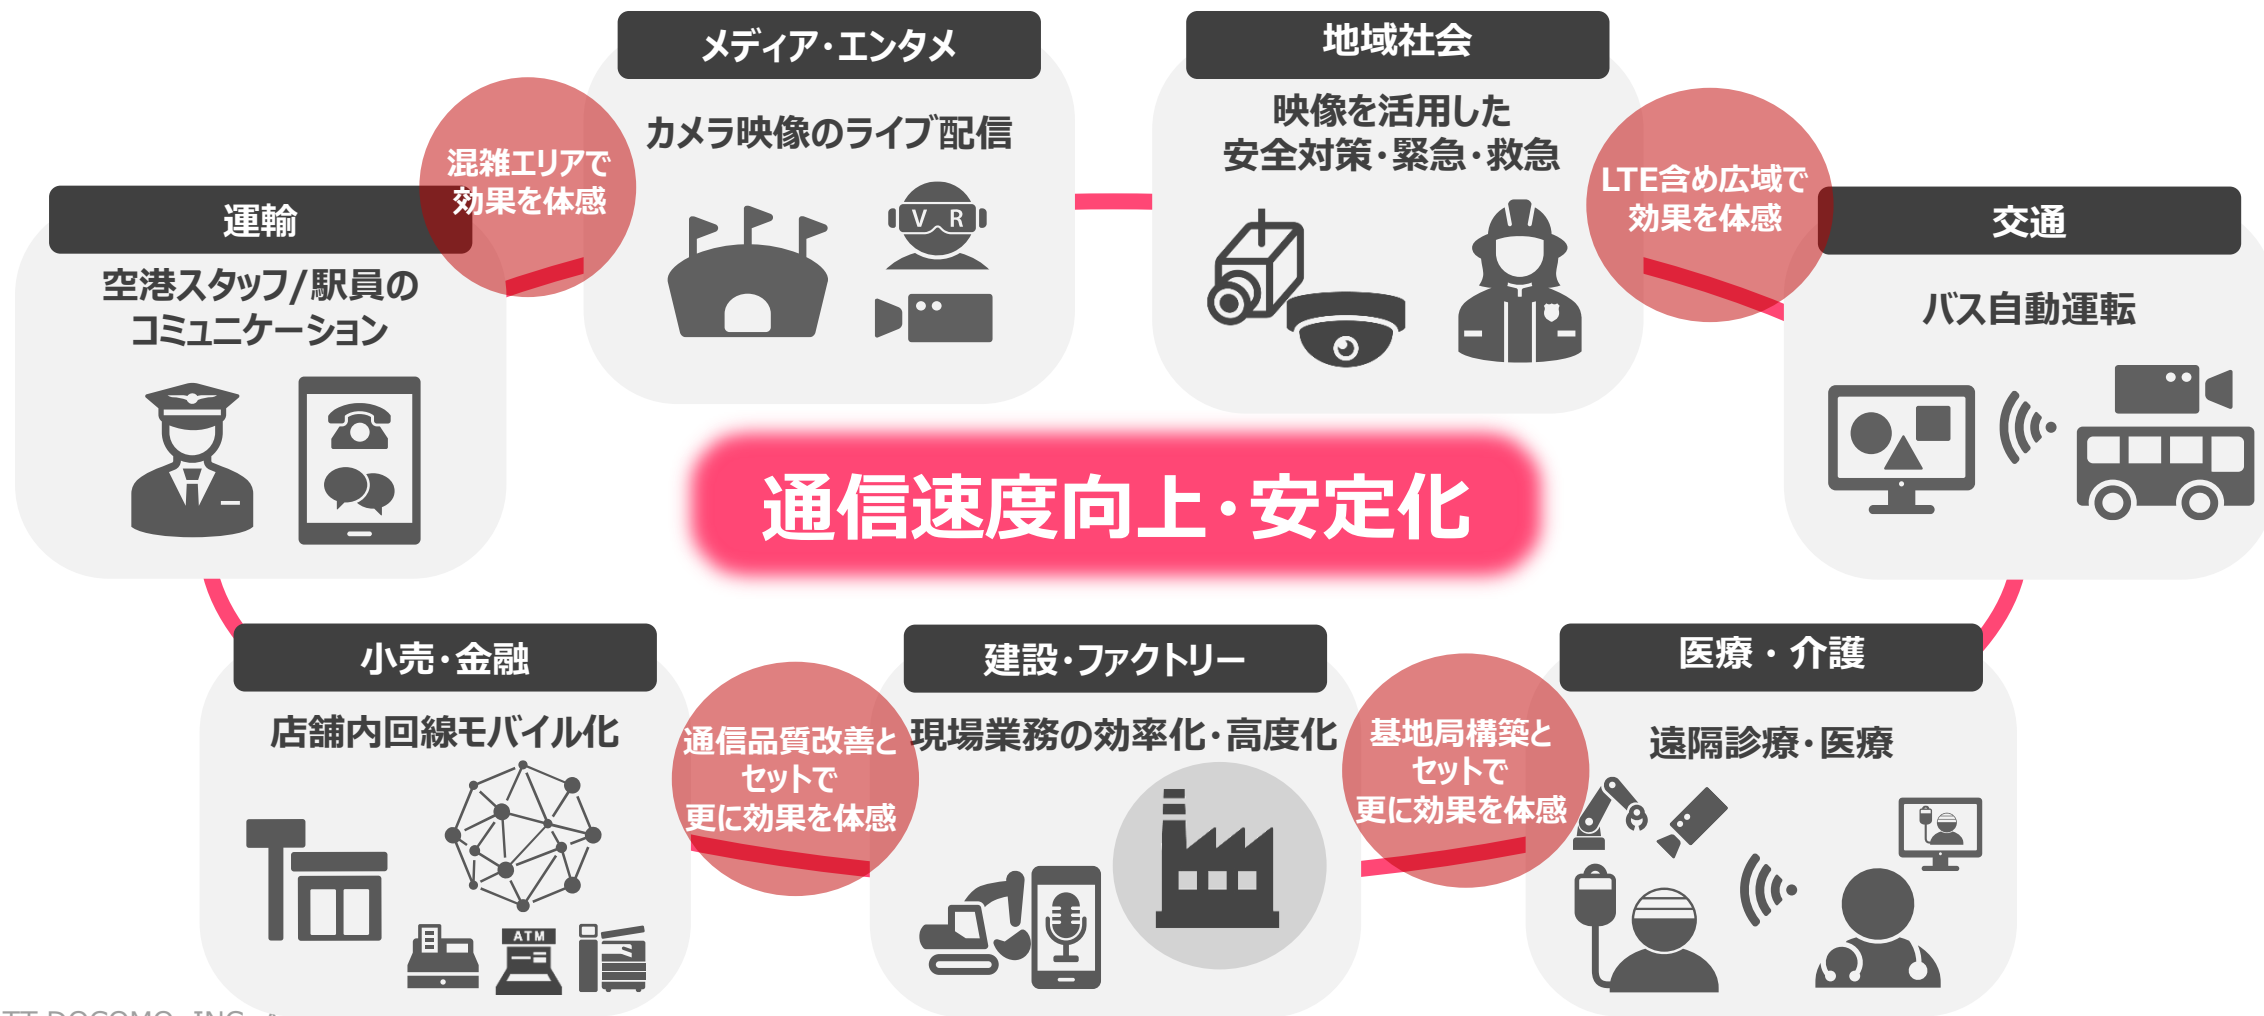 メディア・エンタメ
カメラ映像のライブ配信
V R
地域社会
映像を活用した
安全対策・緊急・救急
混雑エリアで
効果を体感
LTE含め広域で
効果を体感
運輸
空港スタッフ/駅員の
コミュニケーション
交通
バス自動運転
通信速度向上・安定化
小売・金融
店舗内回線モバイル化
ATM
通信品質改善と
セットで
更に効果を体感
建設・ファクトリー
現場業務の効率化・高度化
基地局構築と
セットで
更に効果を体感
医療・介護
遠隔診療・医療
DOCOMO, INC.